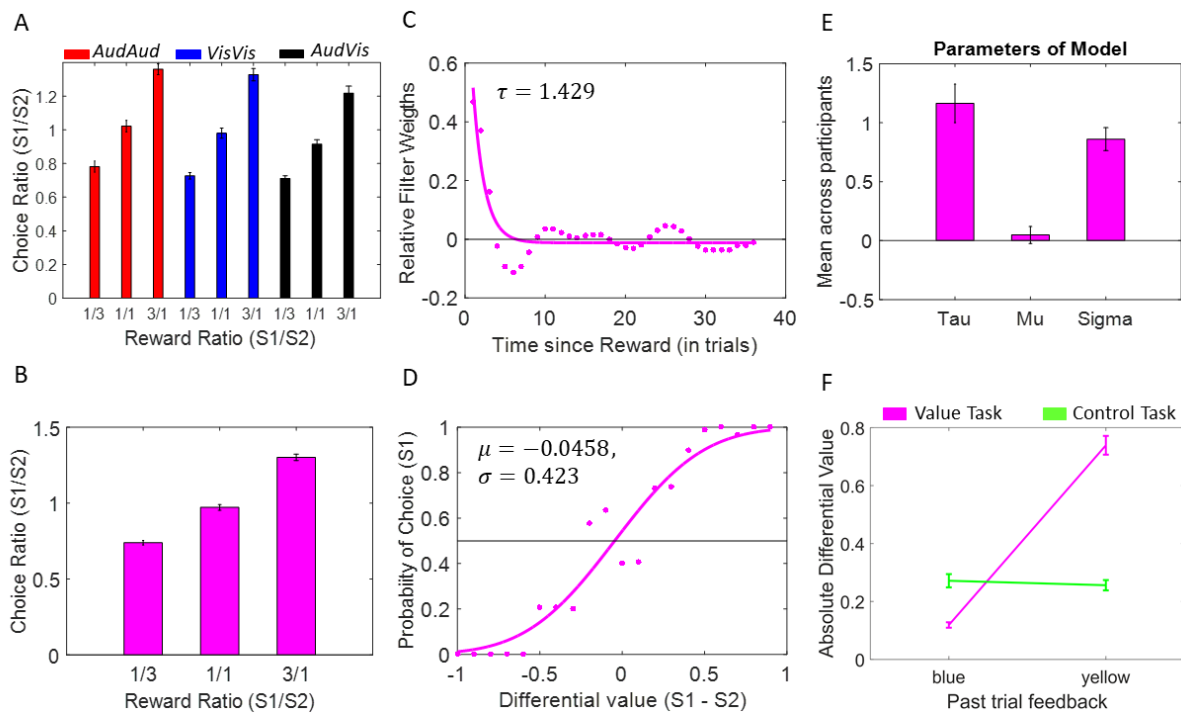 A
AudAud VisVis AudVis
Choice Ratio (S1/S2)
1.2
1
0.8
0.6
0.4
0.2
0
1/3 1/1 3/1 1/3 1/1 3/1 1/3 1/1 3/1
Reward Ratio (S1/S2)
B
Choice Ratio (S1/S2)
1.5
1
0.5
0
1/3 1/1 3/1
Reward Ratio (S1/S2)
C
Relative Filter Weigths
0.6
0.4
0.2
0
-0.2
τ = 1.429
0 10 20 30 40
Time since Reward (in trials)
D
Probabiity of Choice (S1)
1
0.8
0.6
0.4
0.2
0
μ = −0.0458,
σ = 0.423
-1 -0.5 0 0.5 1
Differential value (S1 - S2)
E
Parameters of Model
Mean across participants
1.5
1
0.5
0
-0.5
Tau Mu Sigma
F
Value Task Control Task
Absolute Differential Value
0.8
0.6
0.4
0.2
0
blue yellow
Past trial feedback